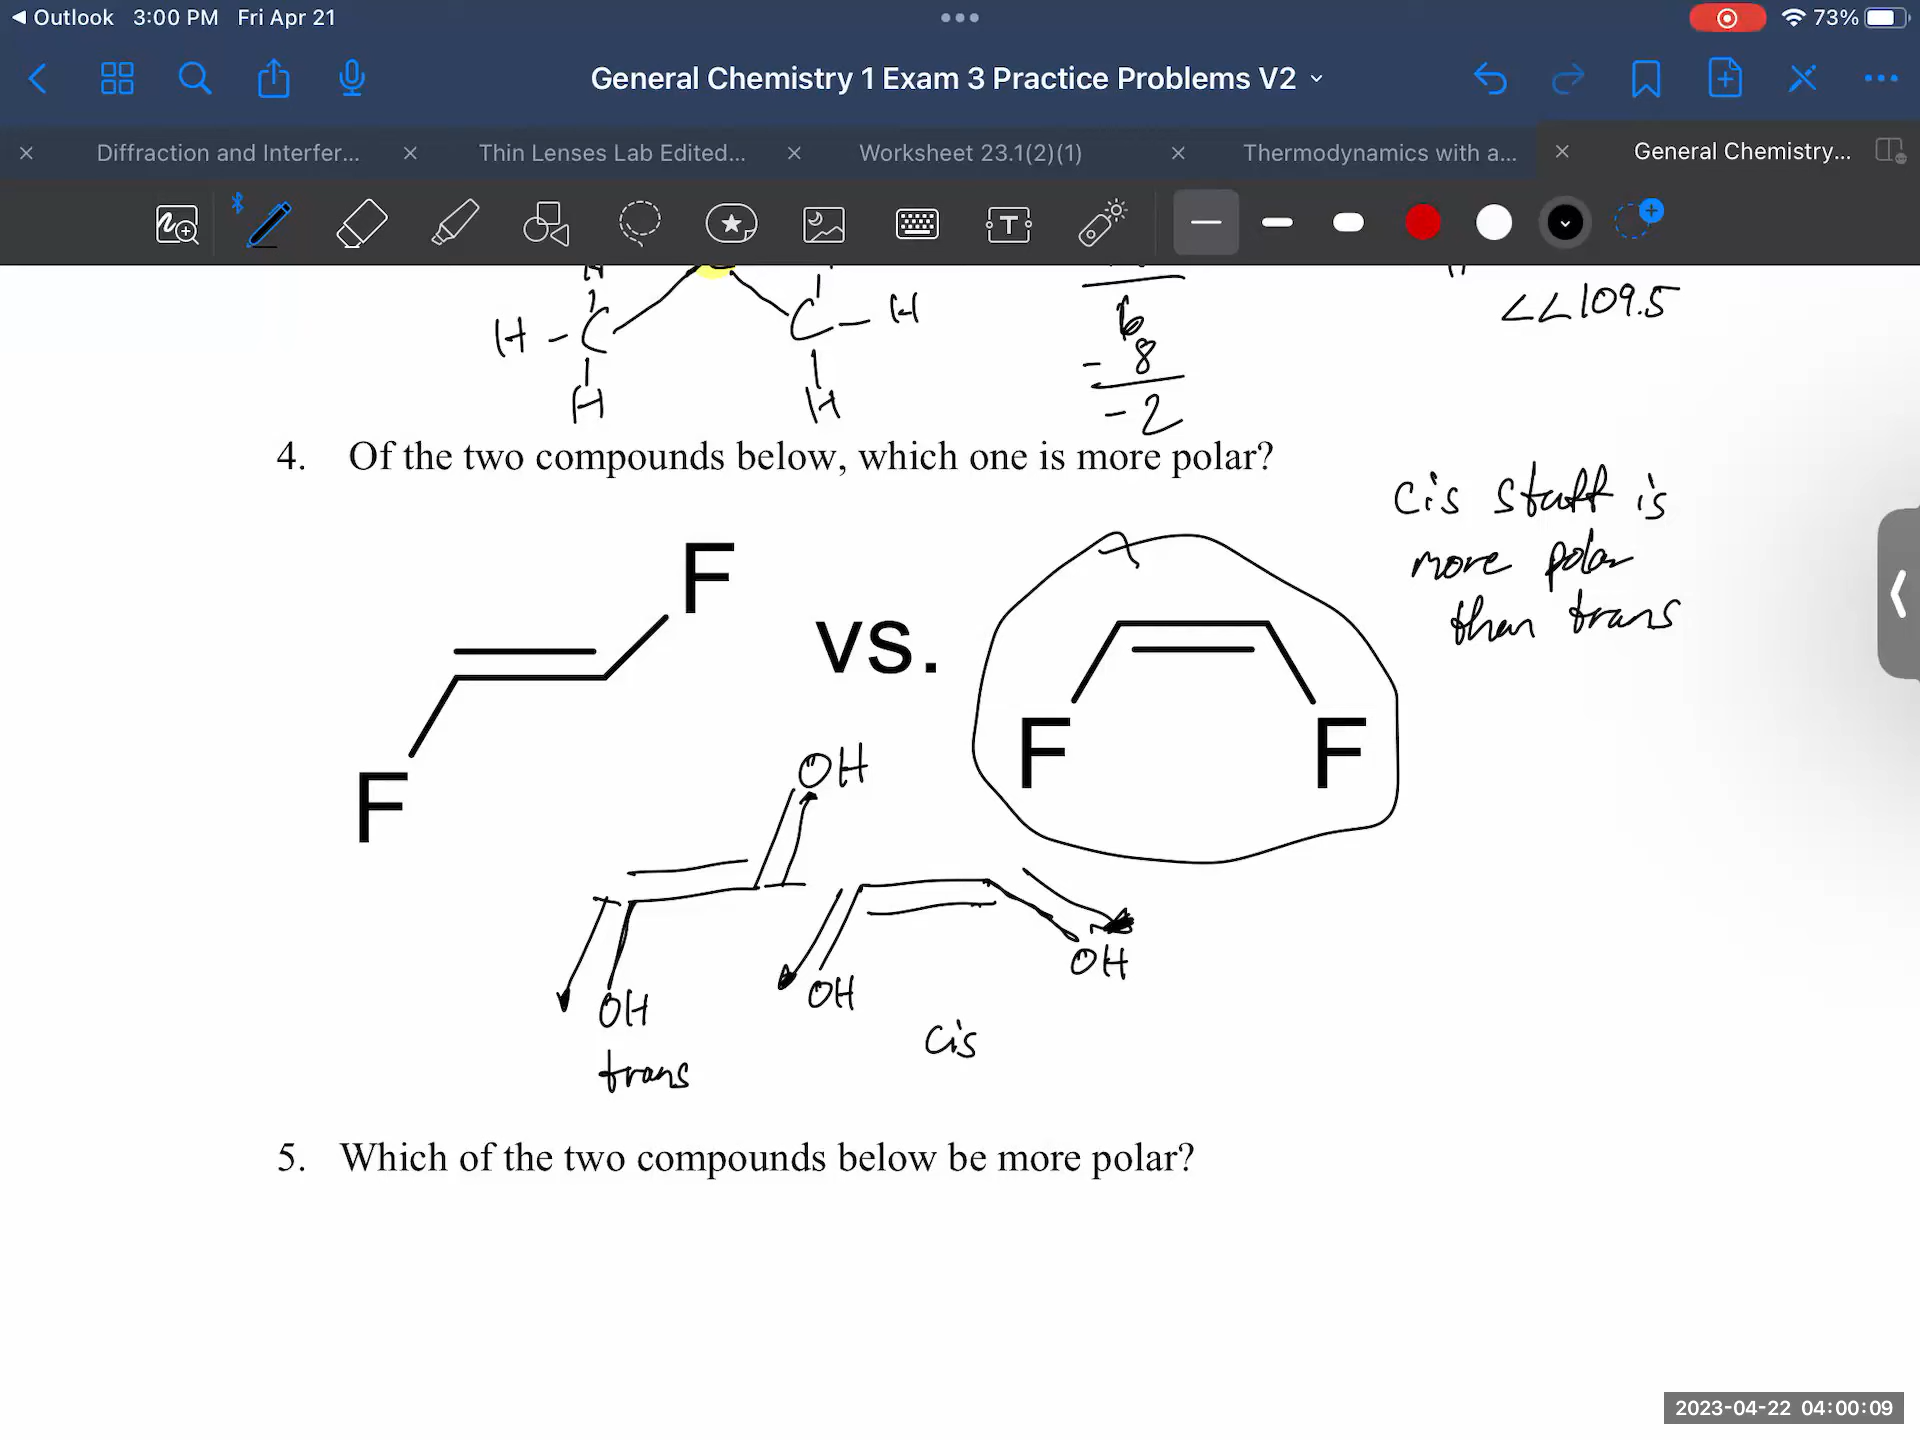 Outlook 3:00 PM Fri Apr 21
73%
General Chemistry 1 Exam 3 Practice Problems V2
Diffraction and Interfer...
Thin Lenses Lab Edited...
Worksheet 23.1(2)(1)
Thermodynamics with a...
General Chemistry...
T
H
H - C
C - H
H
H
6
- 8
- 2
<<109.5
4. Of the two compounds below, which one is more polar?
cis stuff is
more polar
than trans
F
F
vs.
F
F
OH
OH
trans
OH
OH
cis
5. Which of the two compounds below be more polar?
2023-04-22 04:00:09